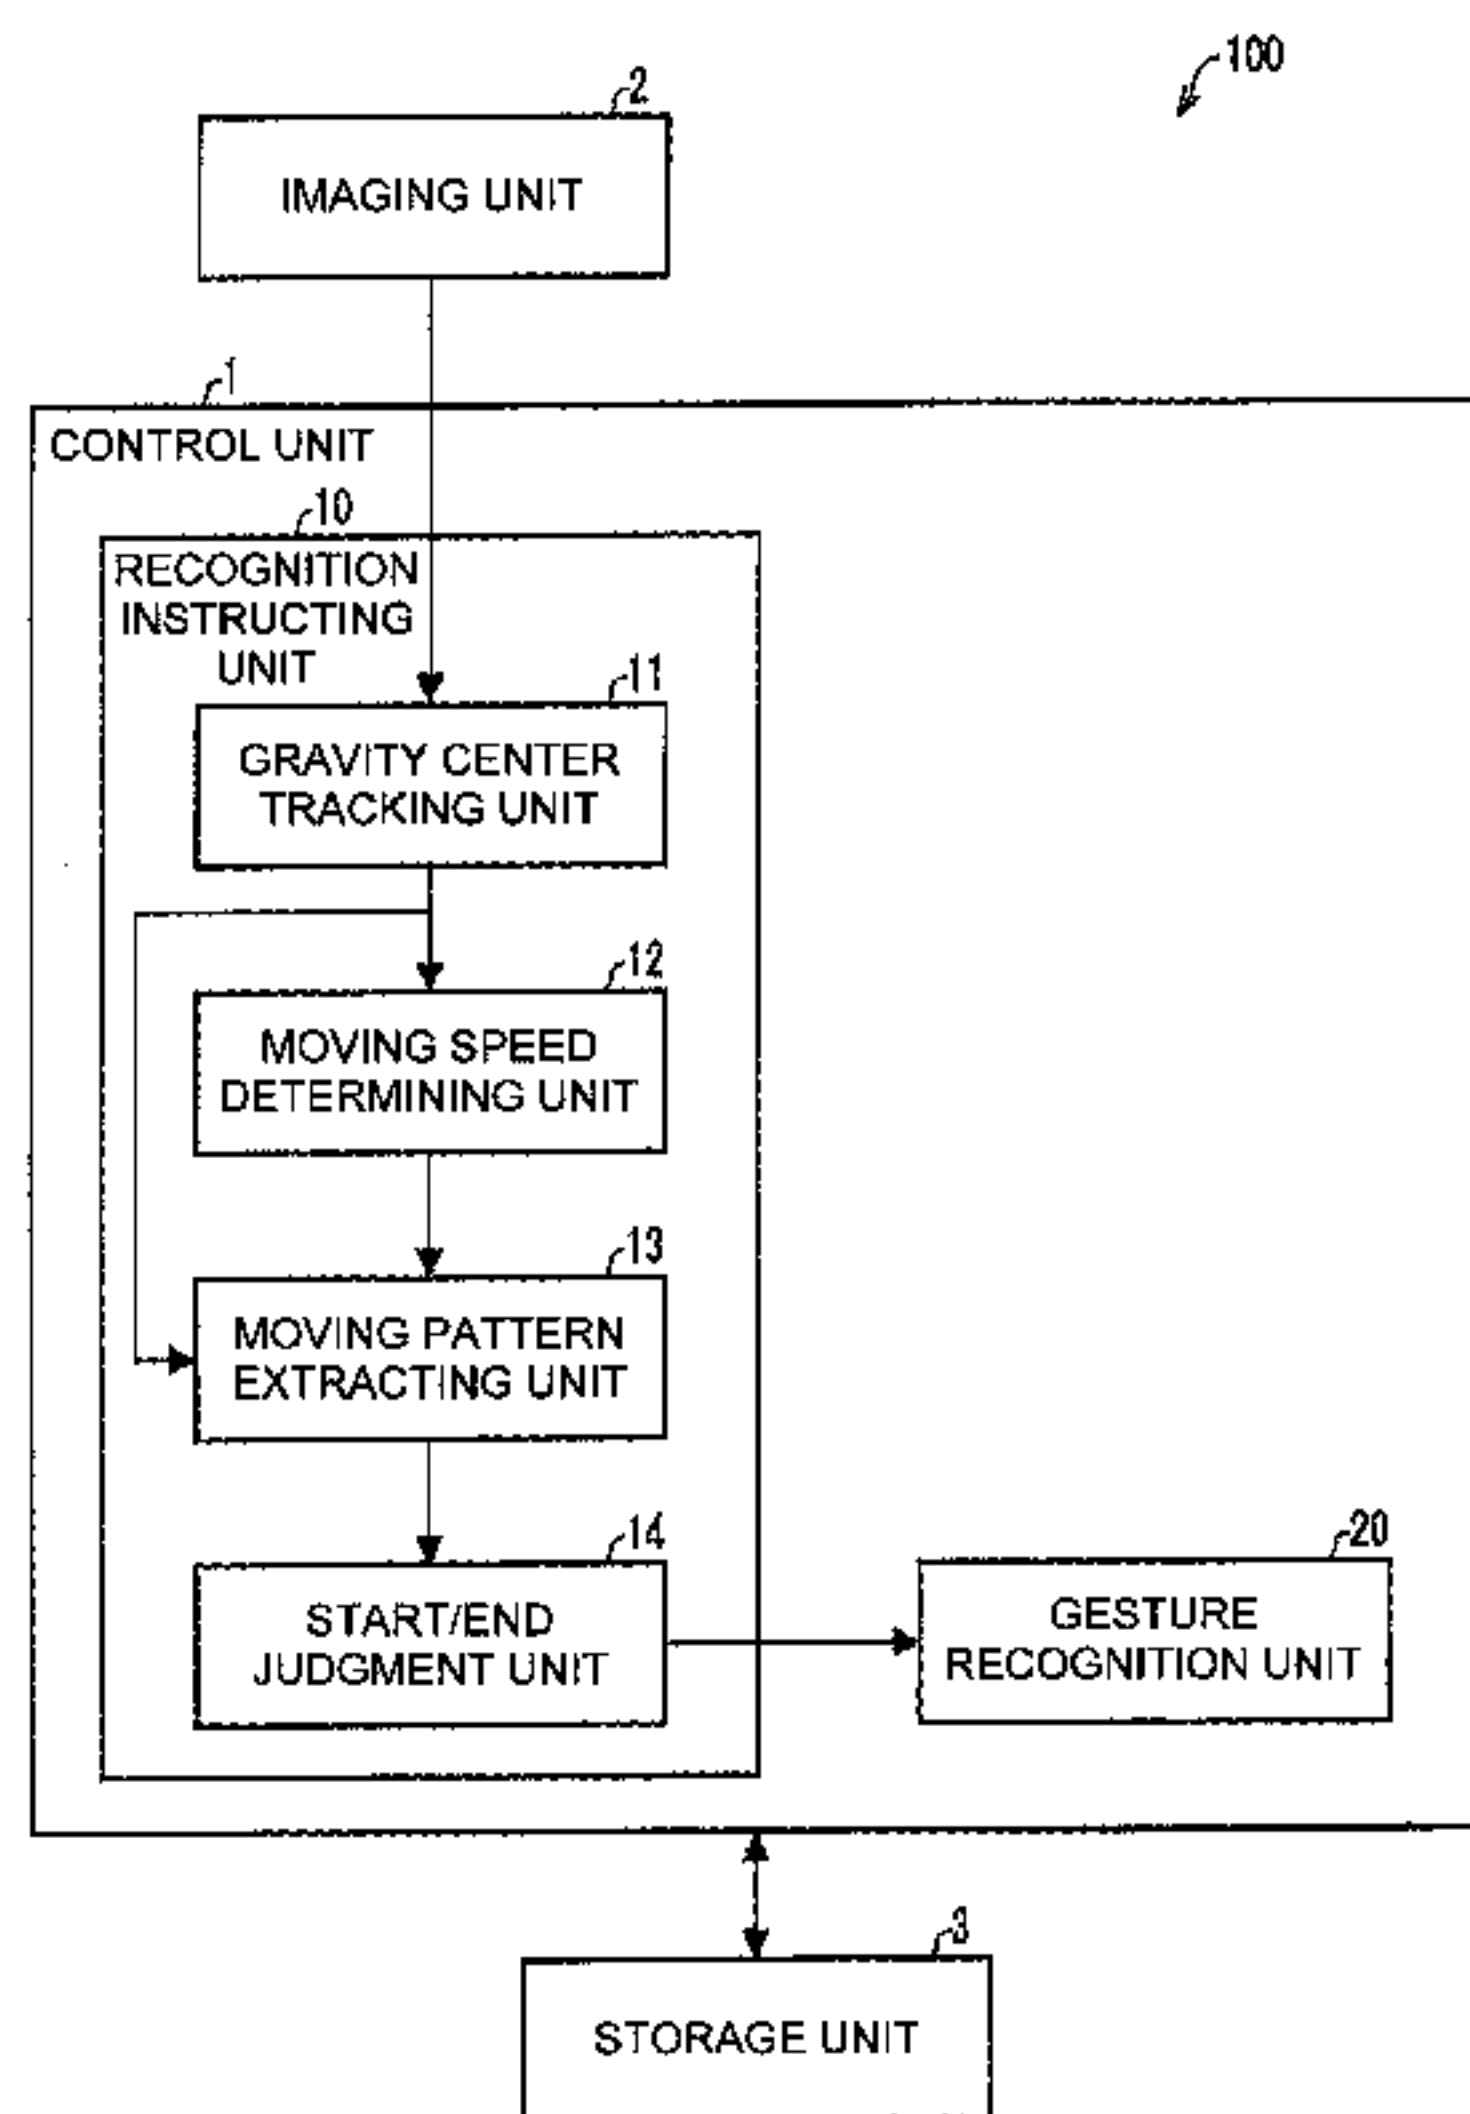 100
2
IMAGING UNIT
1
CONTROL UNIT
10
RECOGNITION
INSTRUCTING
UNIT
11
GRAVITY CENTER
TRACKING UNIT
12
MOVING SPEED
DETERMINING UNIT
13
MOVING PATTERN
EXTRACTING UNIT
14
START/END
JUDGMENT UNIT
20
GESTURE
RECOGNITION UNIT
3
STORAGE UNIT